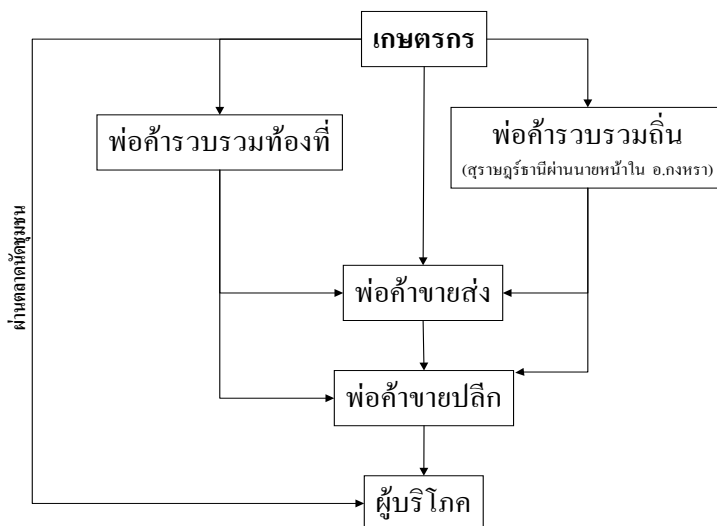 เกษตรกร
พ่อค้ารวบรวมท้องที่
พ่อค้ารวบรวมถิ่น
(สุราษฎร์ธานีผ่านนายหน้าใน อ.กงหรา)
ผ่านตลาดนัดชุมชน
พ่อค้าขายส่ง
พ่อค้าขายปลีก
ผู้บริโภค